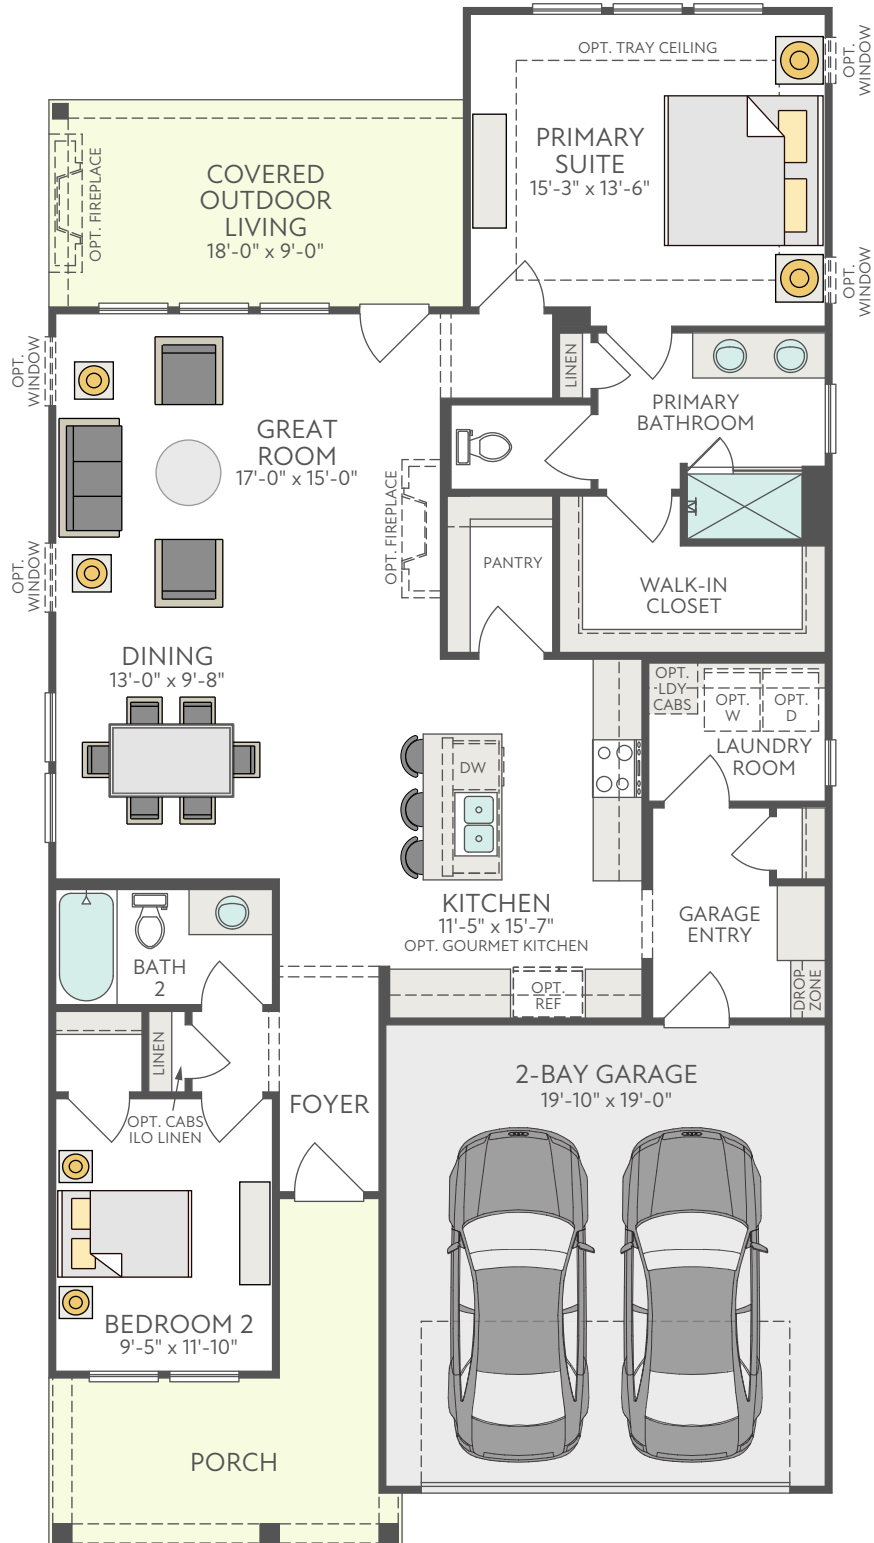 OPT. TRAY CEILING
OPT.
WINDOW
PRIMARY
SUITE
15'-3" x 13'-6"
OPT. FIREPLACE
COVERED
OUTDOOR
LIVING
18'-0" x 9'-0"
OPT.
WINDOW
OPT.
WINDOW
LINEN
PRIMARY
BATHROOM
GREAT
ROOM
17'-0" x 15'-0"
OPT. FIREPLACE
OPT.
WINDOW
PANTRY
WALK-IN
CLOSET
DINING
13'-0" x 9'-8"
OPT.
LDY
CABS
OPT.
W
OPT.
D
LAUNDRY
ROOM
DW
KITCHEN
11'-5" x 15'-7"
OPT. GOURMET KITCHEN
GARAGE
ENTRY
BATH
2
OPT.
REF
DROP
ZONE
LINEN
OPT. CABS
ILO LINEN
FOYER
2-BAY GARAGE
19'-10" x 19'-0"
BEDROOM 2
9'-5" x 11'-10"
PORCH